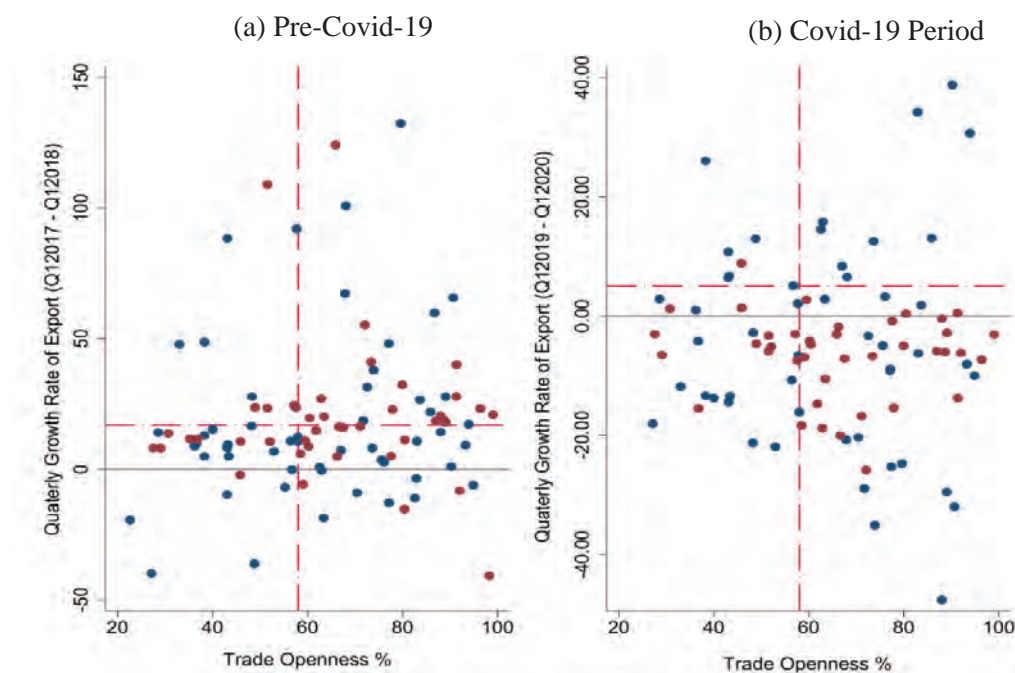 (a) Pre-Covid-19
(b) Covid-19 Period
Quaterly Growth Rate of Export (Q12017 - Q12018)
150
100
50
0
-50
20 40 60 80 100
Trade Openness %
Quaterly Growth Rate of Export (Q12019 - Q12020)
40.00
20.00
0.00
-20.00
-40.00
20 40 60 80 100
Trade Openness %